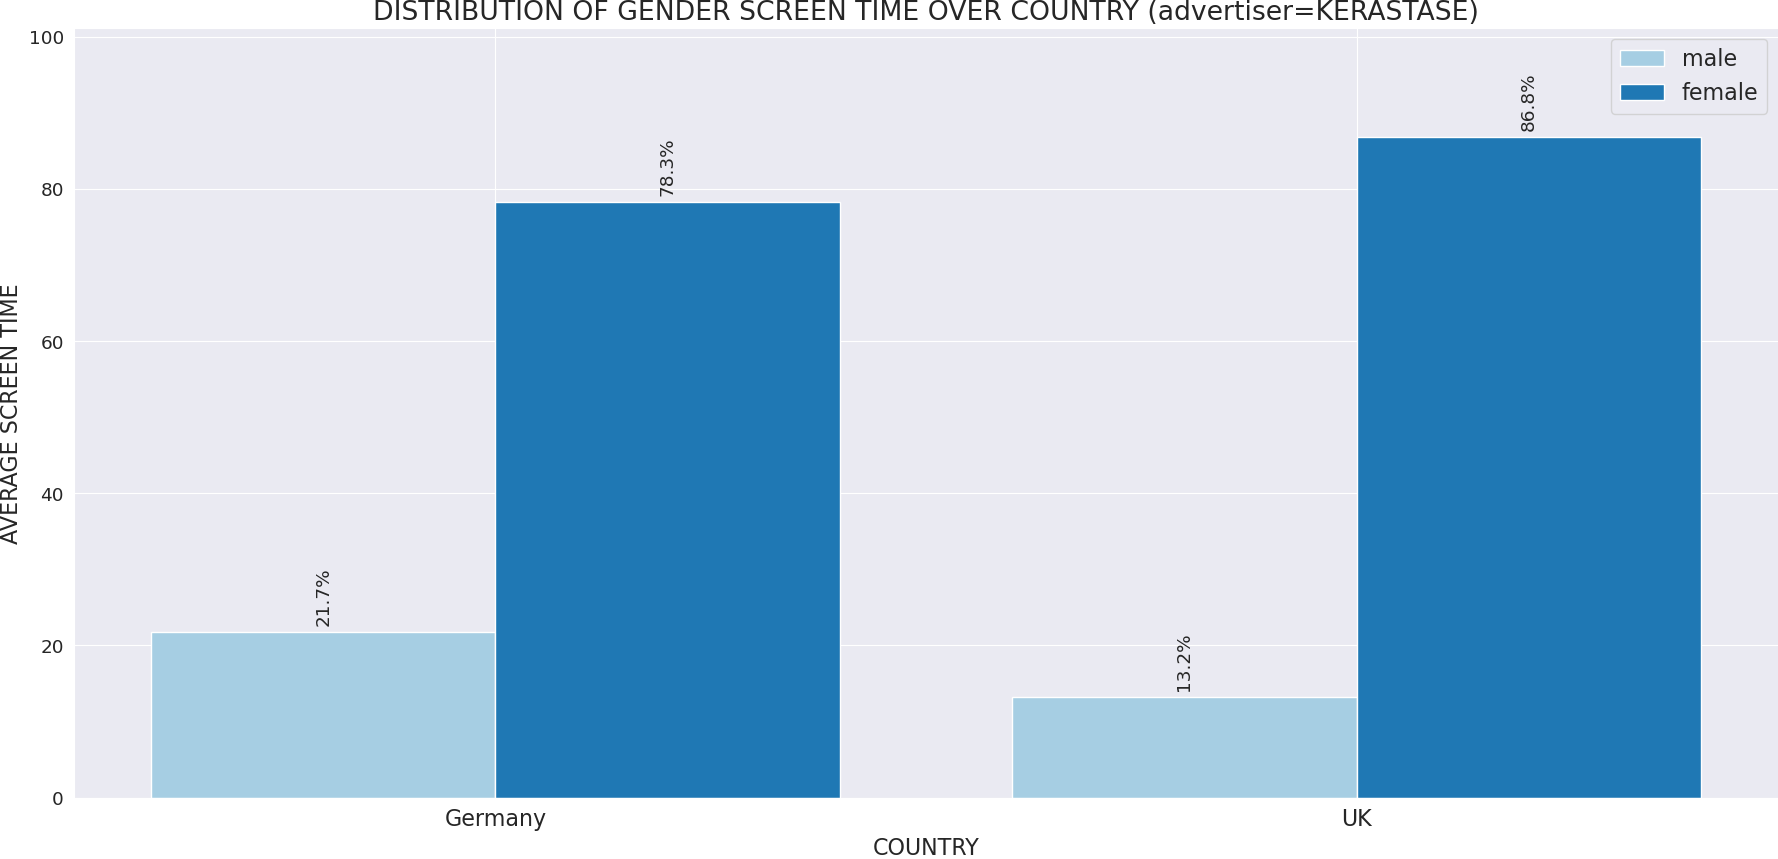 DISTRIBUTION OF GENDER SCREEN TIME OVER COUNTRY (advertiser=KERASTASE)
male
female
100
80
60
40
20
0
AVERAGE SCREEN TIME
21.7%
78.3%
13.2%
86.8%
Germany
UK
COUNTRY